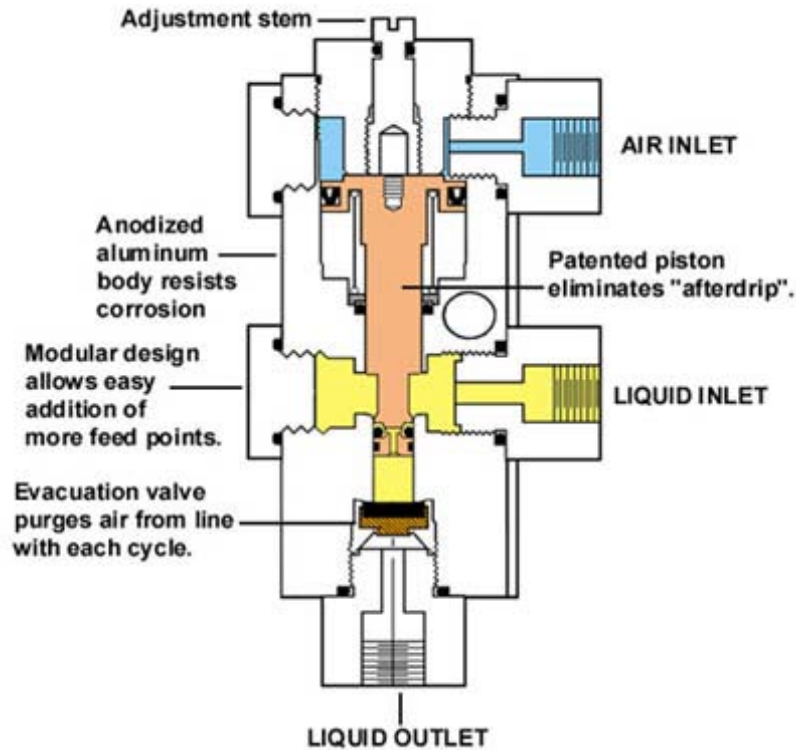 Adjustment stem
AIR INLET
Anodized
aluminum
body resists
corrosion
Patented piston
eliminates "afterdrip".
Modular design
allows easy
addition of
more feed points.
LIQUID INLET
Evacuation valve
purges air from line
with each cycle.
LIQUID OUTLET